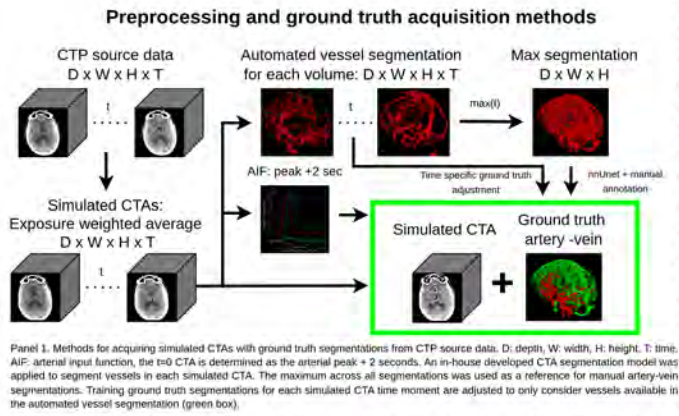 Preprocessing and ground truth acquisition methods
CTP source data
D x W x H x T
t
Automated vessel segmentation
for each volume: D x W x H x T
t
max(t)
Max segmentation
D x W x H
AIF: peak +2 sec
Time specific ground truth
adjustment
nnUnet + manual
annotation
Simulated CTAs:
Exposure weighted average
D x W x H x T
t
Simulated CTA
+
Ground truth
artery -vein
Panel 1. Methods for acquiring simulated CTAs with ground truth segmentations from CTP source data. D: depth, W: width, H: height, T: time,
AIF: arterial input function, the t=0 CTA is determined as the arterial peak + 2 seconds. An in-house developed CTA segmentation model was
applied to segment vessels in each simulated CTA. The maximum across all segmentations was used as a reference for manual artery-vein
segmentations. Training ground truth segmentations for each simulated CTA time moment are adjusted to only consider vessels available in
the automated vessel segmentation (green box).